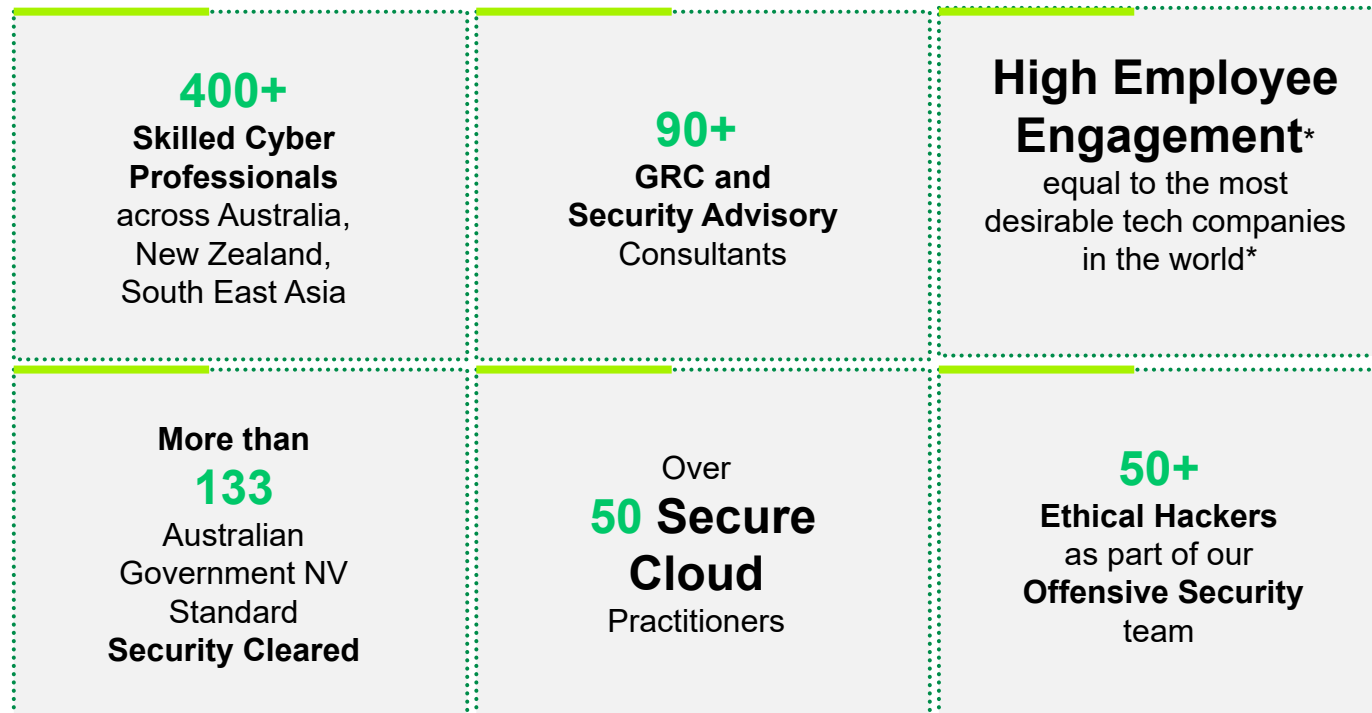 400+
Skilled Cyber
Professionals
across Australia,
New Zealand,
South East Asia
90+
GRC and
Security Advisory
Consultants
High Employee
Engagement*
equal to the most
desirable tech companies
in the world*
More than
133
Australian
Government NV
Standard
Security Cleared
Over
50 Secure
Cloud
Practitioners
50+
Ethical Hackers
as part of our
Offensive Security
team